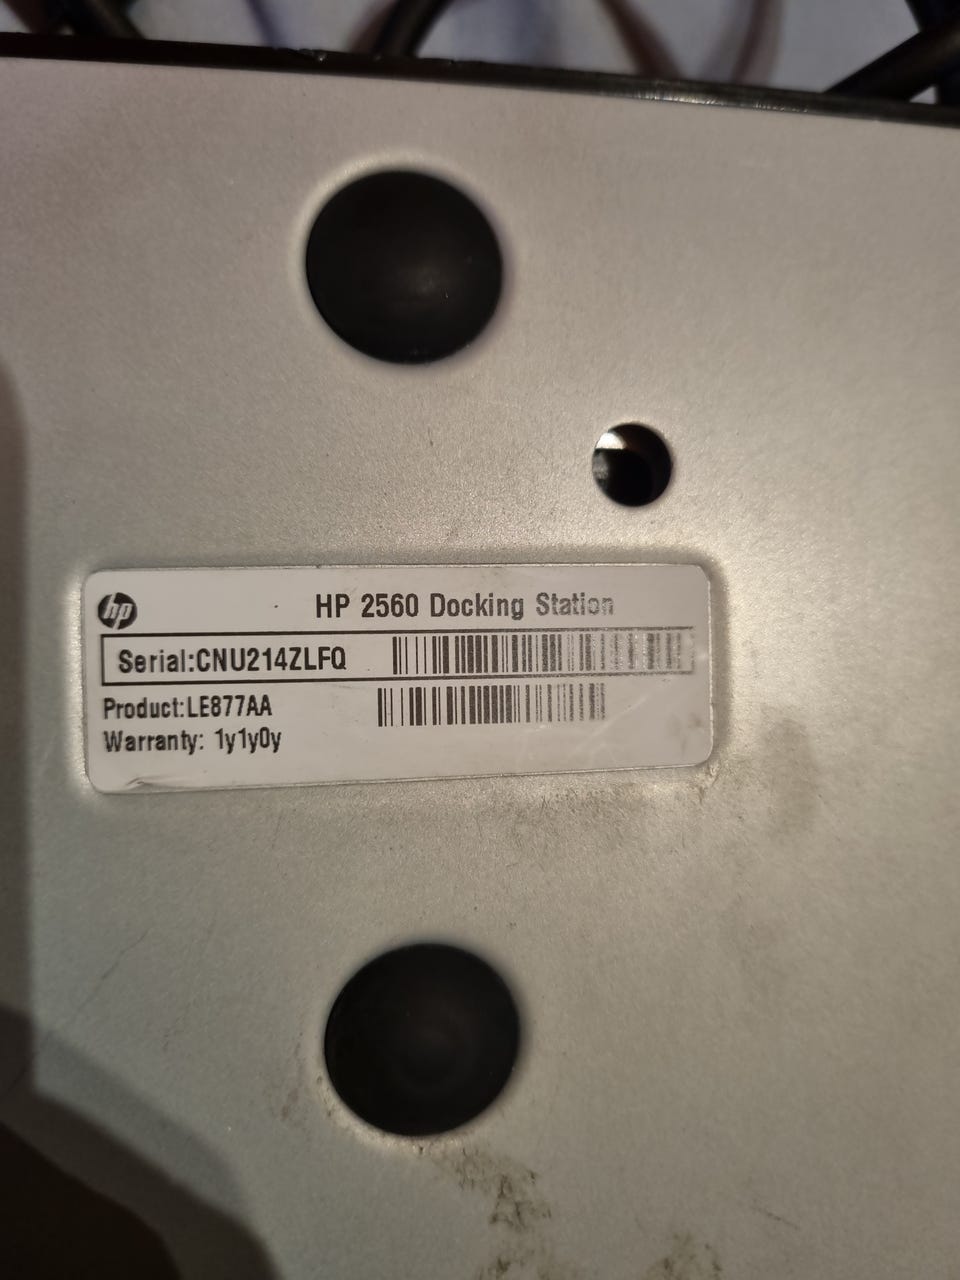 hp
HP 2560 Docking Station
Serial:CNU214ZLFQ
Product:LE877AA
Warranty: 1y1y0y